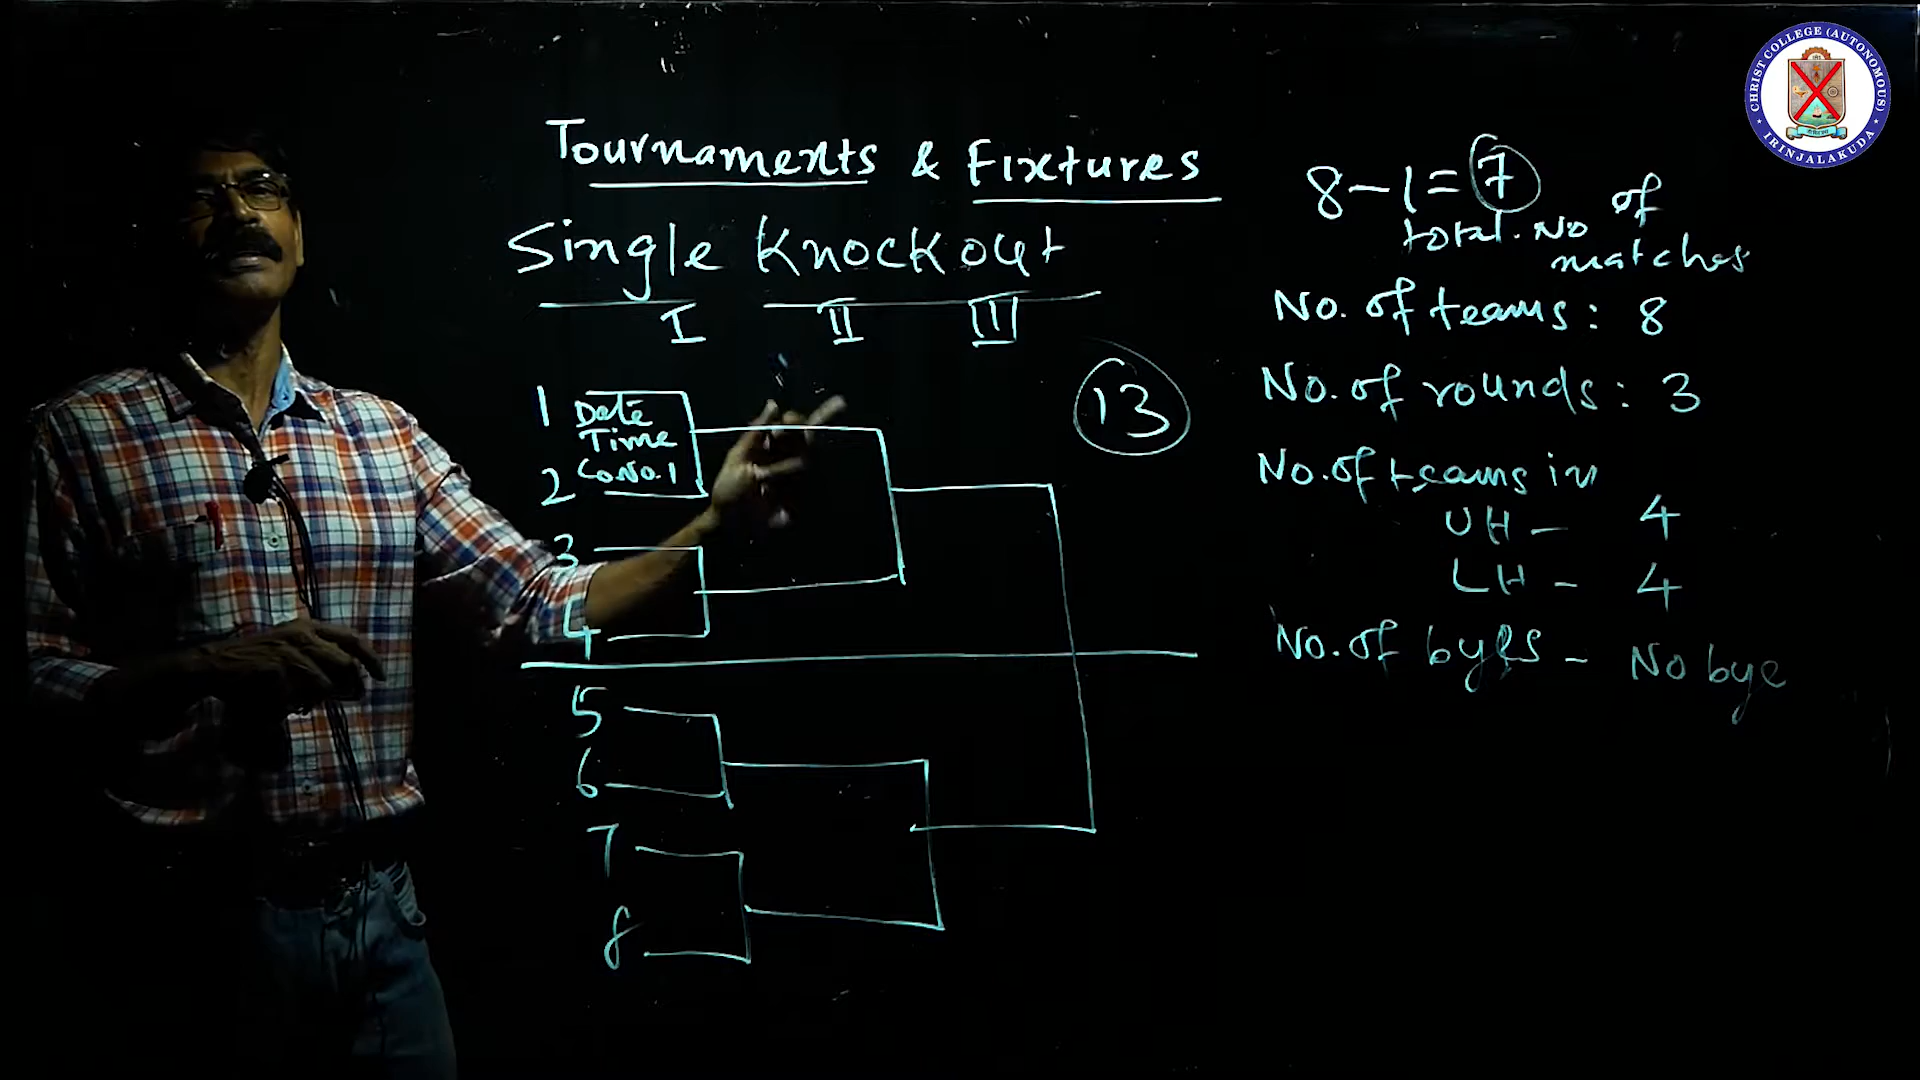 Tournaments & Fixtures
Single Knockout
I II III
1 Date
Time
2 Co.No.1
3
4
5
6
7
8
13
8-1=7
total. No of
matches
No. of teams: 8
No. of rounds: 3
No. of teams in
UH - 4
LH - 4
No. of byes - No bye
CHRIST COLLEGE (AUTONOMOUS)
IRINJALAKUDA